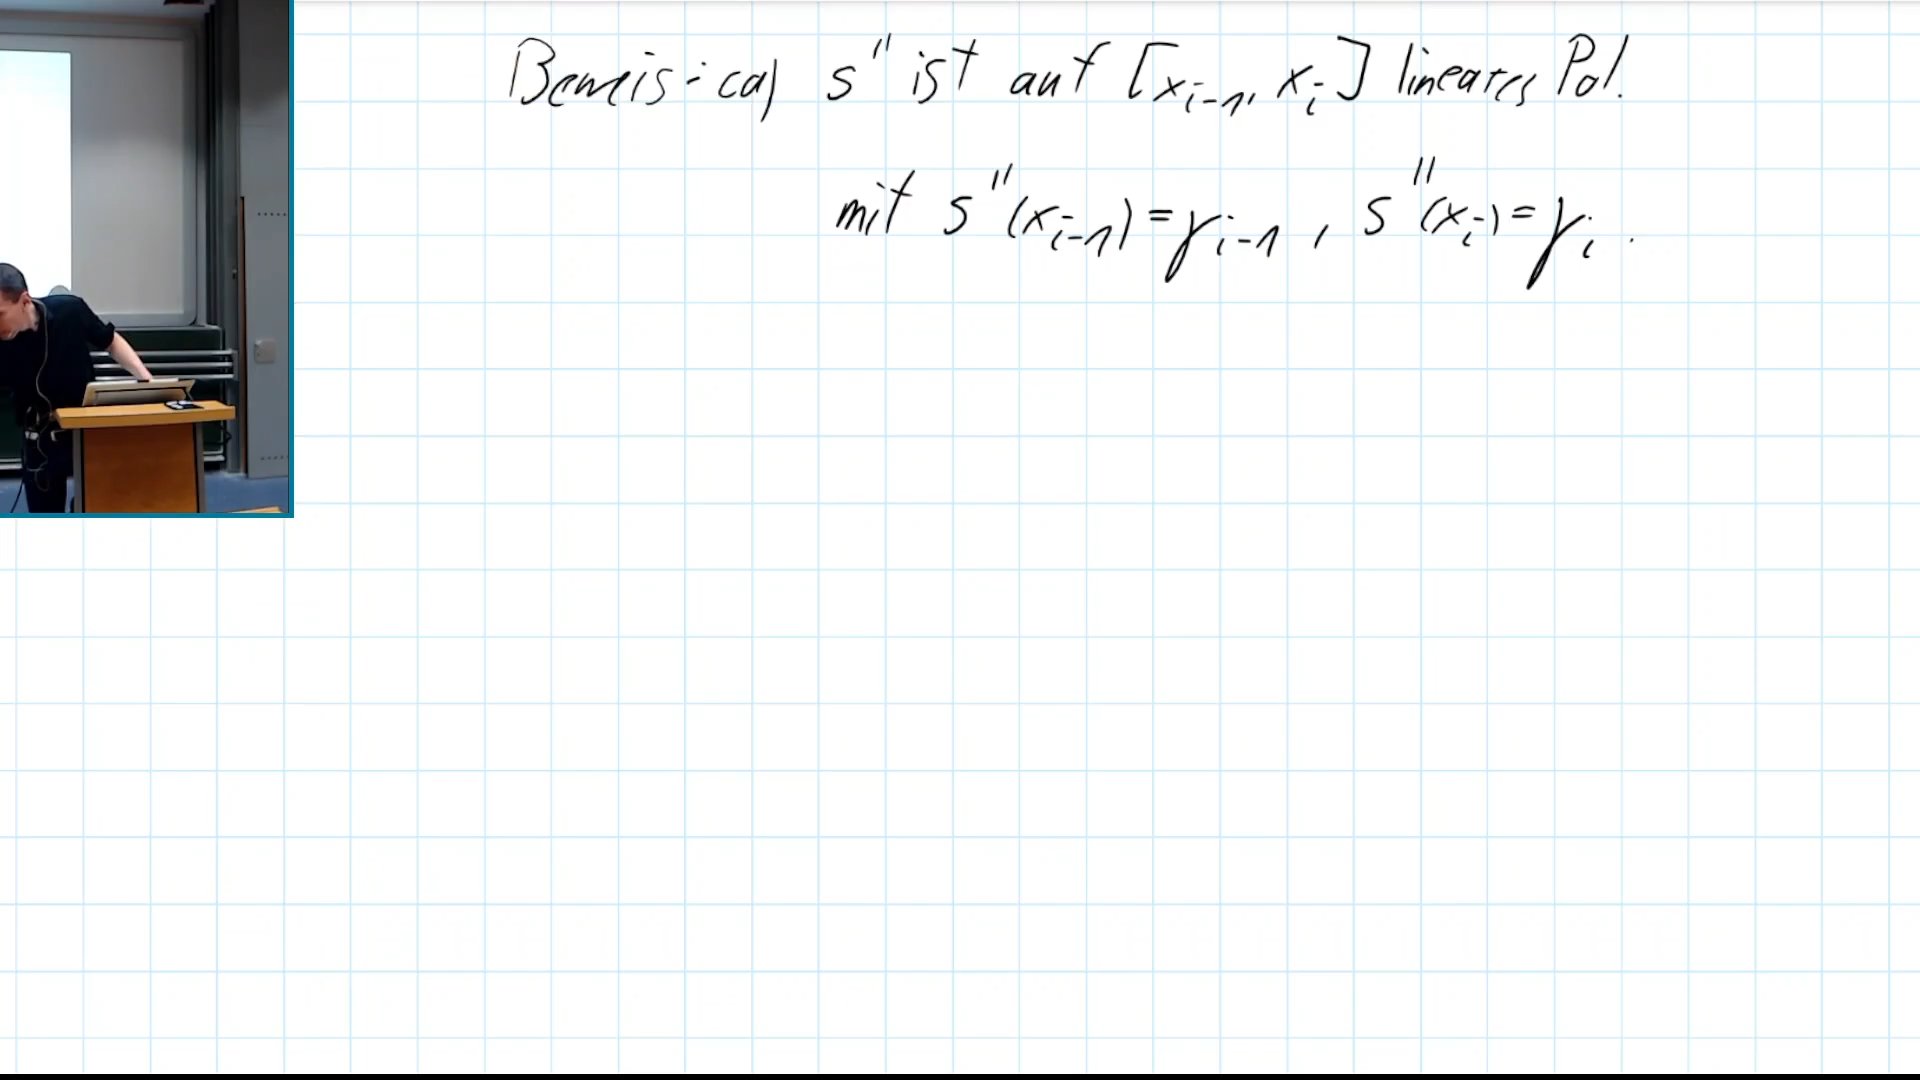 Beweis: (a) s'' ist auf [x_{i-1}, x_i] lineares Pol.
mit s''(x_{i-1}) = γ_{i-1} , s''(x_i) = γ_i .